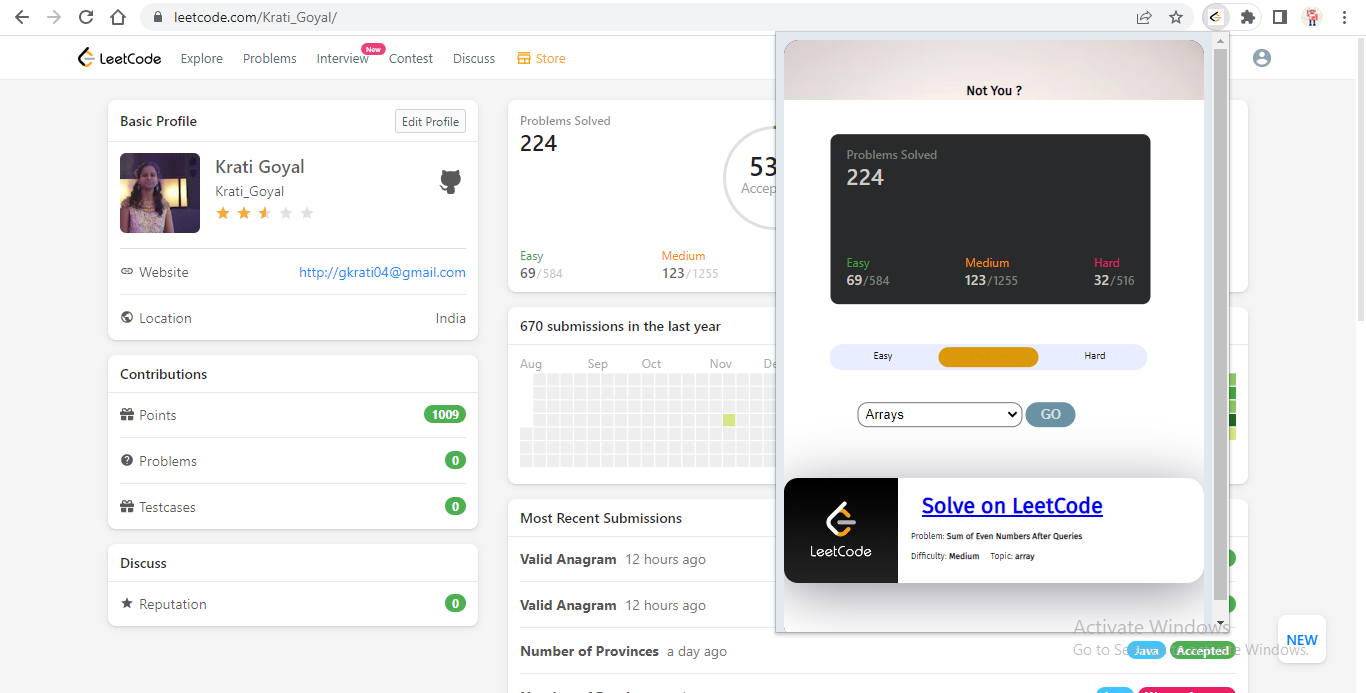 leetcode.com/Krati_Goyal/
LeetCode Explore Problems Interview New Contest Discuss Store
Basic Profile
Edit Profile
Krati Goyal
Krati_Goyal
Website http://gkrati04@gmail.com
Location India
Contributions
Points 1009
Problems 0
Testcases 0
Discuss
Reputation 0
Problems Solved
224
53
Accep
Easy
69/584
Medium
123/1255
670 submissions in the last year
Aug Sep Oct Nov De
Most Recent Submissions
Valid Anagram 12 hours ago
Valid Anagram 12 hours ago
Number of Provinces a day ago
Java Accepted
Not You ?
Problems Solved
224
Easy Medium Hard
69/584 123/1255 32/516
Easy Hard
Arrays GO
LeetCode
Solve on LeetCode
Problem: Sum of Even Numbers After Queries
Difficulty: Medium Topic: array
Activate Windows
Go to Se Windows.
NEW